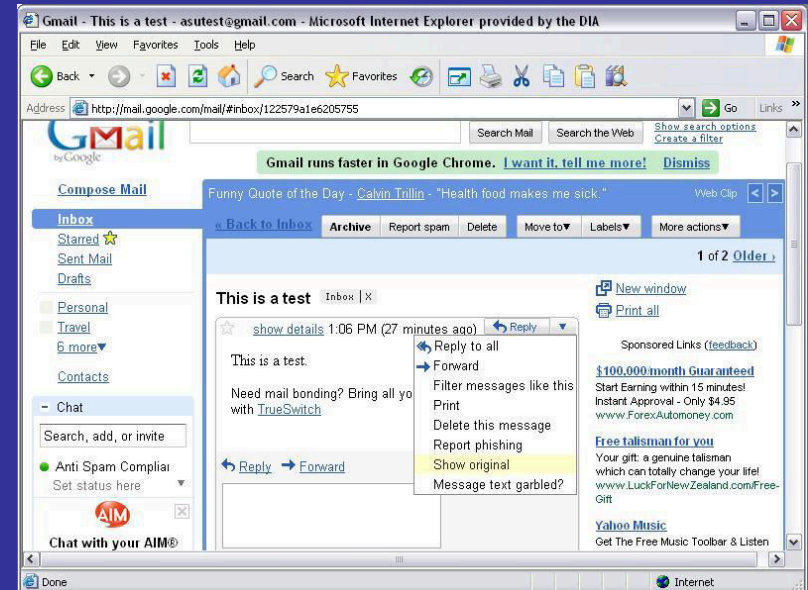 Gmail - This is a test - asutest@gmail.com - Microsoft Internet Explorer provided by the DIA
File Edit View Favorites Tools Help
Back Search Favorites
Address http://mail.google.com/mail/#inbox/122579a1e6205755 Go Links »
GMail
by Google
Search Mail Search the Web Show search options
Create a filter
Gmail runs faster in Google Chrome. I want it, tell me more! Dismiss
Compose Mail
Inbox
Starred
Sent Mail
Drafts
Personal
Travel
6 more▼
Contacts
– Chat
Search, add, or invite
Anti Spam Compliar
Set status here ▼
AIM
Chat with your AIM®
Funny Quote of the Day - Calvin Trillin - "Health food makes me sick." Web Clip < >
« Back to Inbox Archive Report spam Delete Move to▼ Labels▼ More actions▼
1 of 2 Older ›
This is a test Inbox | X
show details 1:06 PM (27 minutes ago) Reply ▼
This is a test.
Need mail bonding? Bring all yo
with TrueSwitch
Reply Forward
Reply to all
Forward
Filter messages like this
Print
Delete this message
Report phishing
Show original
Message text garbled?
New window
Print all
Sponsored Links (feedback)
$100,000/month Guaranteed
Start Earning within 15 minutes!
Instant Approval - Only $4.95
www.ForexAutomoney.com
Free talisman for you
Your gift: a genuine talisman
which can totally change your life!
www.LuckForNewZealand.com/Free-
Gift
Yahoo Music
Get The Free Music Toolbar & Listen
Done Internet